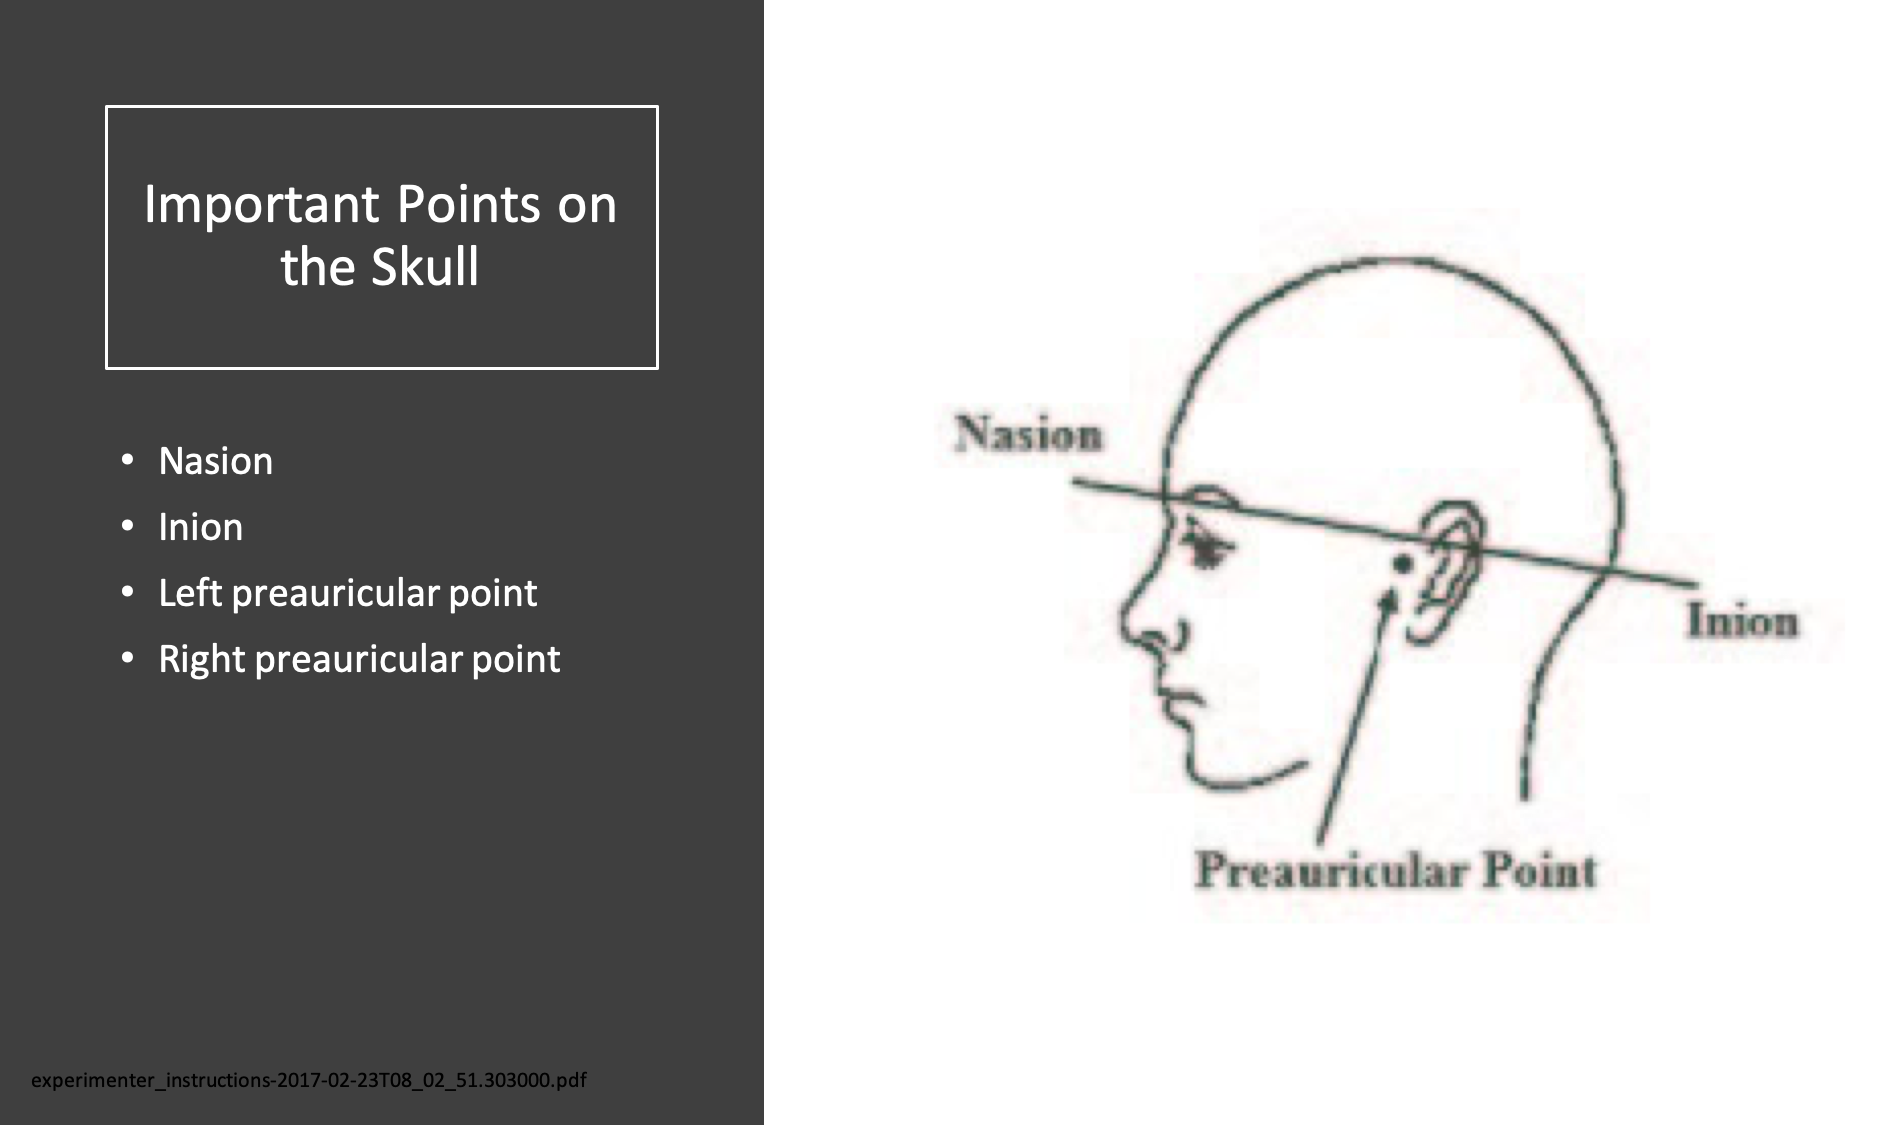 Important Points on
the Skull
• Nasion
• Inion
• Left preauricular point
• Right preauricular point
experimenter_instructions-2017-02-23T08_02_51.303000.pdf
Nasion
Inion
Preauricular Point